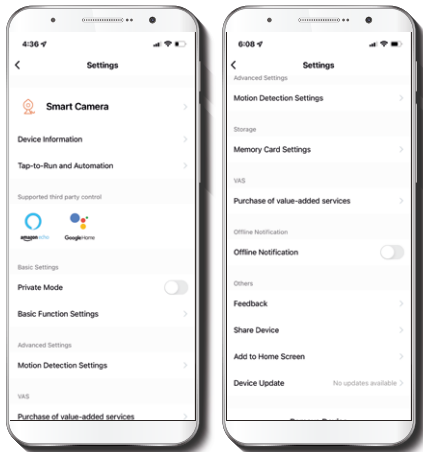 4:36
Settings
Smart Camera
Device Information
Tap-to-Run and Automation
Supported third party control
amazon echo
Google Home
Basic Settings
Private Mode
Basic Function Settings
Advanced Settings
Motion Detection Settings
VAS
Purchase of value-added services
6:08
Settings
Advanced Settings
Motion Detection Settings
Storage
Memory Card Settings
VAS
Purchase of value-added services
Offline Notification
Offline Notification
Others
Feedback
Share Device
Add to Home Screen
Device Update No updates available